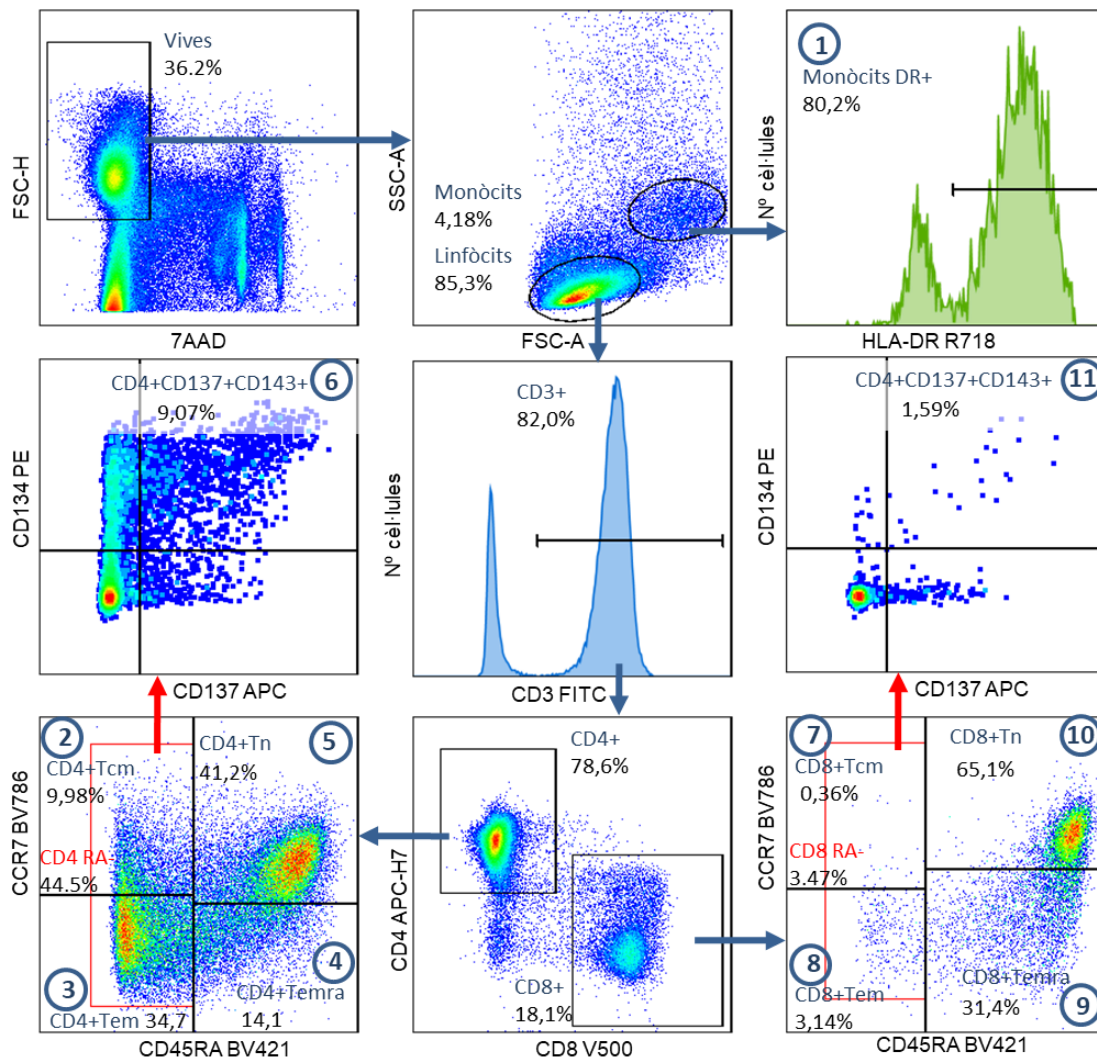 Vives
36.2%
FSC-H
7AAD
Monòcits
4,18%
Linfòcits
85,3%
SSC-A
FSC-A
1
Monòcits DR+
80,2%
Nº cèl·lules
HLA-DR R718
CD4+CD137+CD143+
6
9,07%
CD134 PE
CD137 APC
CD3+
82,0%
Nº cèl·lules
CD3 FITC
CD4+CD137+CD143+
11
1,59%
CD134 PE
CD137 APC
2
CD4+Tcm
9,98%
CD4+Tn
41,2%
5
CD4 RA-
44.5%
CCR7 BV786
3
CD4+Tem 34,7
4
CD4+Temra
14,1
CD45RA BV421
CD4+
78,6%
CD4 APC-H7
CD8+
18,1%
CD8 V500
7
CD8+Tcm
0,36%
CD8+Tn
65,1%
10
CD8 RA-
3.47%
CCR7 BV786
8
CD8+Tem
3,14%
CD8+Temra
31,4%
9
CD45RA BV421